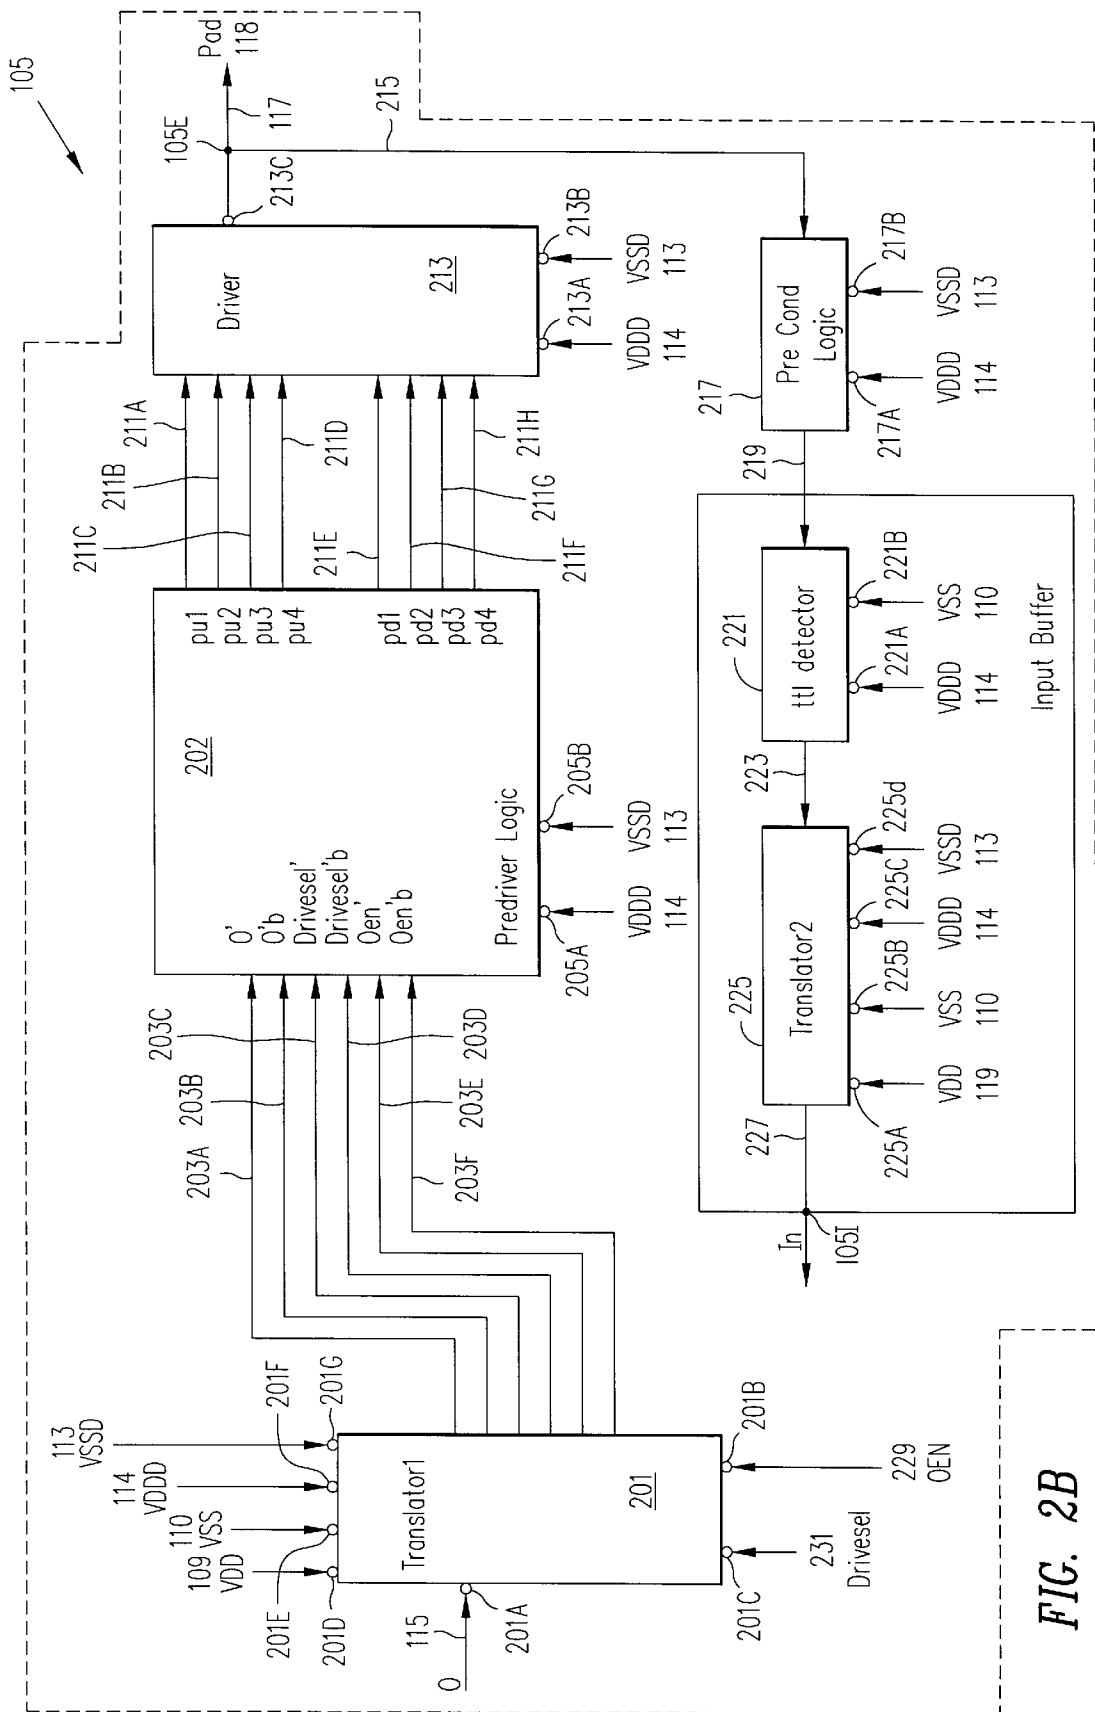 105
113
VSSD
114
VDDD
110
VSS
109
VDD
201G
201F
201E
201D
O
115
201A
Translator1
201
201B
201C
229
OEN
231
Drivesel
203A
203B
203C
203D
203E
203F
O'
O'b
Drivesel'
Drivesel'b
Oen'
Oen'b
202
Predriver Logic
pu1
pu2
pu3
pu4
pd1
pd2
pd3
pd4
205A
205B
VDDD
114
VSSD
113
211A
211B
211C
211D
211E
211F
211G
211H
Driver
213
213A
213B
213C
VDDD
114
VSSD
113
105E
117
Pad
118
215
Pre Cond
Logic
217
217A
217B
VDDD
114
VSSD
113
219
ttl detector
221
221A
221B
VDDD
114
VSS
110
Input Buffer
223
Translator2
225
225A
225B
225C
225d
VDD
119
VSS
110
VDDD
114
VSSD
113
227
In
105I
FIG. 2B